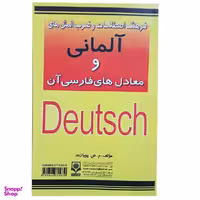 فرهنگ اصطلاحات و ضرب المثل های
آلمانی
و
معادل های فارسی آن
Deutsch
Snapp!
Shop!